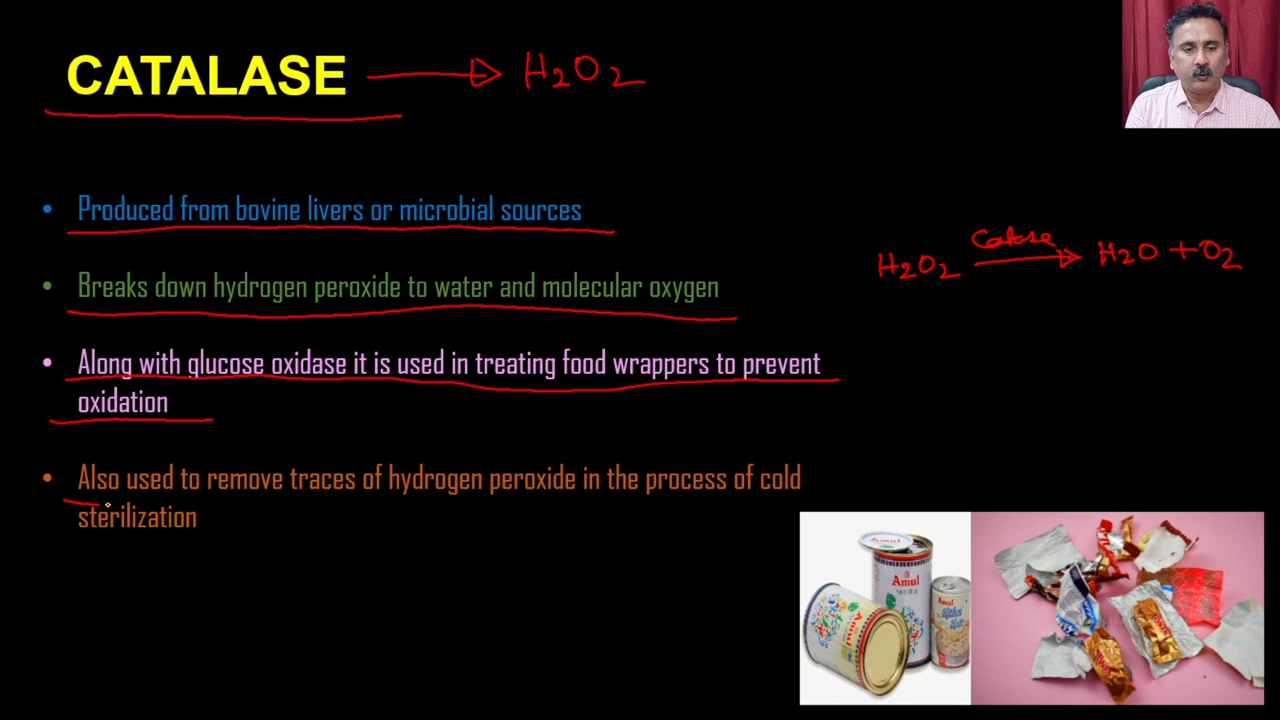 CATALASE → H₂O₂
• Produced from bovine livers or microbial sources
• Breaks down hydrogen peroxide to water and molecular oxygen
H₂O₂ Catalase → H₂O + O₂
• Along with glucose oxidase it is used in treating food wrappers to prevent
oxidation
• Also used to remove traces of hydrogen peroxide in the process of cold
sterilization
Amul
Amul
Amul
Amul